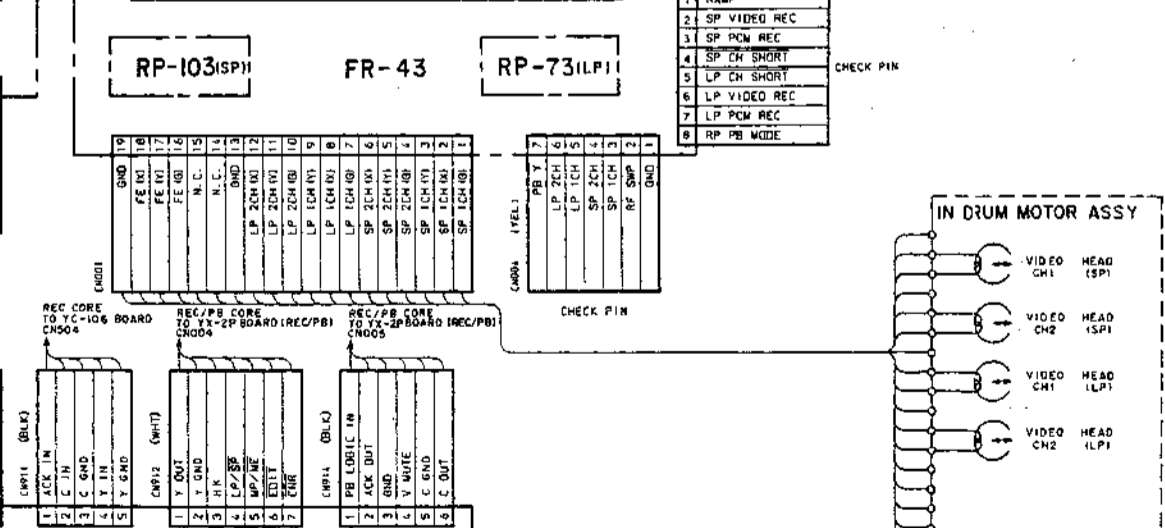 2 SP VIDEO REC
3 SP PCM REC
4 SP CH SHORT
5 LP CH SHORT
6 LP VIDEO REC
7 LP PCM REC
8 RP PB MODE
CHECK PIN
RP-103(SP)
FR-43
RP-73(LP)
19 GND
18 FE (X)
17 FE (Y)
16 FE (G)
15 N.C.
14 N.C.
13 GND
12 LP 2CH (X)
11 LP 2CH (Y)
10 LP 2CH (G)
9 LP 1CH (Y)
8 LP 1CH (X)
7 LP 1CH (G)
6 SP 2CH (X)
5 SP 2CH (Y)
4 SP 2CH (G)
3 SP 1CH (X)
2 SP 1CH (Y)
1 SP 1CH (G)
CN001
7 PB Y
6 LP 2CH
5 LP 1CH
4 SP 2CH
3 SP 1CH
2 RF SWP
1 GND
CN006 (YEL)
CHECK PIN
IN DRUM MOTOR ASSY
VIDEO HEAD
CH1 (SP)
VIDEO HEAD
CH2 (SP)
VIDEO HEAD
CH1 (LP)
VIDEO HEAD
CH2 (LP)
REC CORE
TO YC-106 BOARD
CN504
REC/PB CORE
TO YX-2P BOARD (REC/PB)
CN004
REC/PB CORE
TO YX-2P BOARD (REC/PB)
CN005
CN911 (BLK)
1 ACK IN
2 C IN
3 C GND
4 Y IN
5 Y GND
CN912 (WHT)
1 Y OUT
2 Y GND
3 HK
4 LP/SP
5 MP/ME
6 EDIT
7 CNR
CN914 (BLK)
1 PB LOGIC IN
2 ACK OUT
3 GND
4 V MUTE
5 C GND
6 C OUT